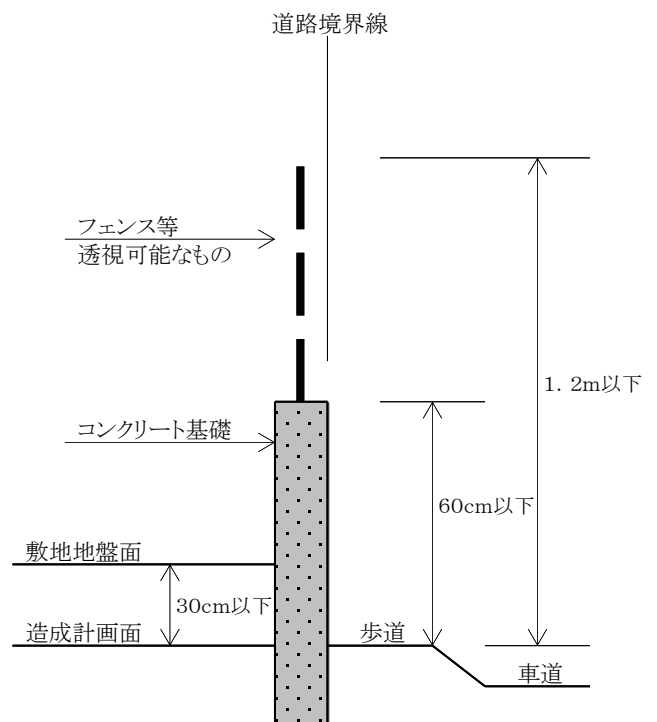 道路境界線
フェンス等
透視可能なもの
1．2m以下
コンクリート基礎
60cm以下
敷地地盤面
30cm以下
造成計画面
歩道
車道